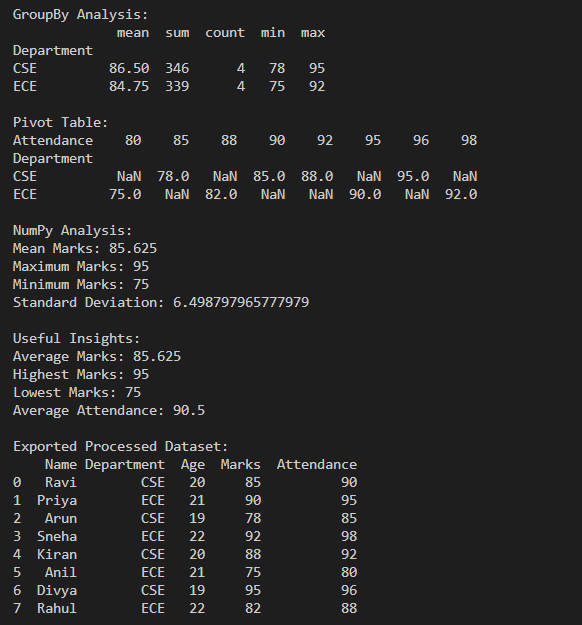 GroupBy Analysis:
             mean  sum  count  min  max
Department
CSE         86.50  346      4   78   95
ECE         84.75  339      4   75   92

Pivot Table:
Attendance    80    85    88    90    92    95    96    98
Department
CSE          NaN  78.0   NaN  85.0  88.0   NaN  95.0   NaN
ECE         75.0   NaN  82.0   NaN   NaN  90.0   NaN  92.0

NumPy Analysis:
Mean Marks: 85.625
Maximum Marks: 95
Minimum Marks: 75
Standard Deviation: 6.498797965777979

Useful Insights:
Average Marks: 85.625
Highest Marks: 95
Lowest Marks: 75
Average Attendance: 90.5

Exported Processed Dataset:
    Name Department  Age  Marks  Attendance
0   Ravi        CSE   20     85          90
1  Priya        ECE   21     90          95
2   Arun        CSE   19     78          85
3  Sneha        ECE   22     92          98
4  Kiran        CSE   20     88          92
5   Anil        ECE   21     75          80
6  Divya        CSE   19     95          96
7  Rahul        ECE   22     82          88